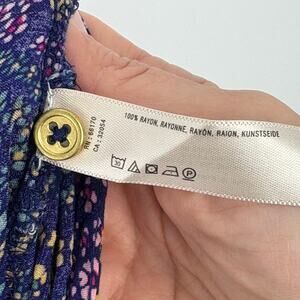 100% RAYON, RAYONNE, RAYÓN, RAION, KUNSTSEIDE
RN: 66170
CA: 32054